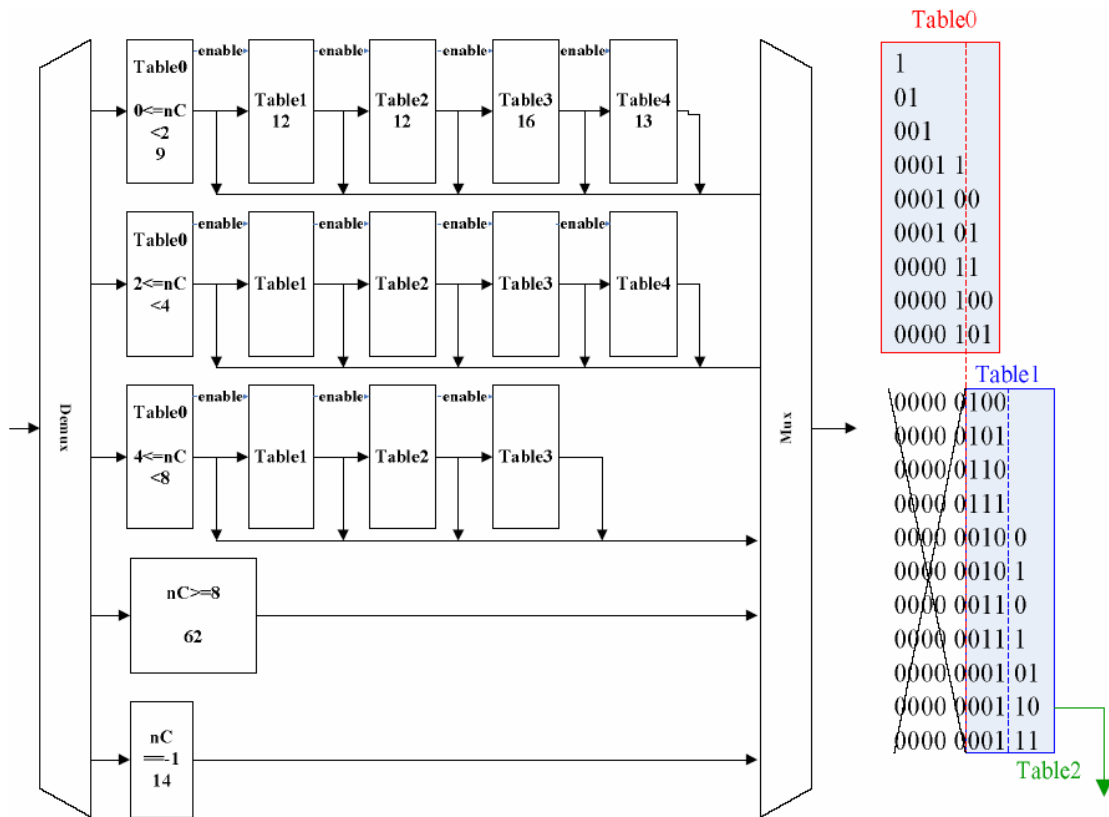 Table0
enable
enable
enable
enable
Table0
0<=nC
<2
9
Table1
12
Table2
12
Table3
16
Table4
13
enable
enable
enable
enable
Table0
2<=nC
<4
Table1
Table2
Table3
Table4
enable
enable
enable
Table0
4<=nC
<8
Table1
Table2
Table3
Demux
Mux
nC>=8
62
nC
==-1
14
1
01
001
0001 1
0001 00
0001 01
0000 11
0000 100
0000 101
Table1
0000 0100
0000 0101
0000 0110
0000 0111
0000 0010 0
0000 0010 1
0000 0011 0
0000 0011 1
0000 0001 01
0000 0001 10
0000 0001 11
Table2